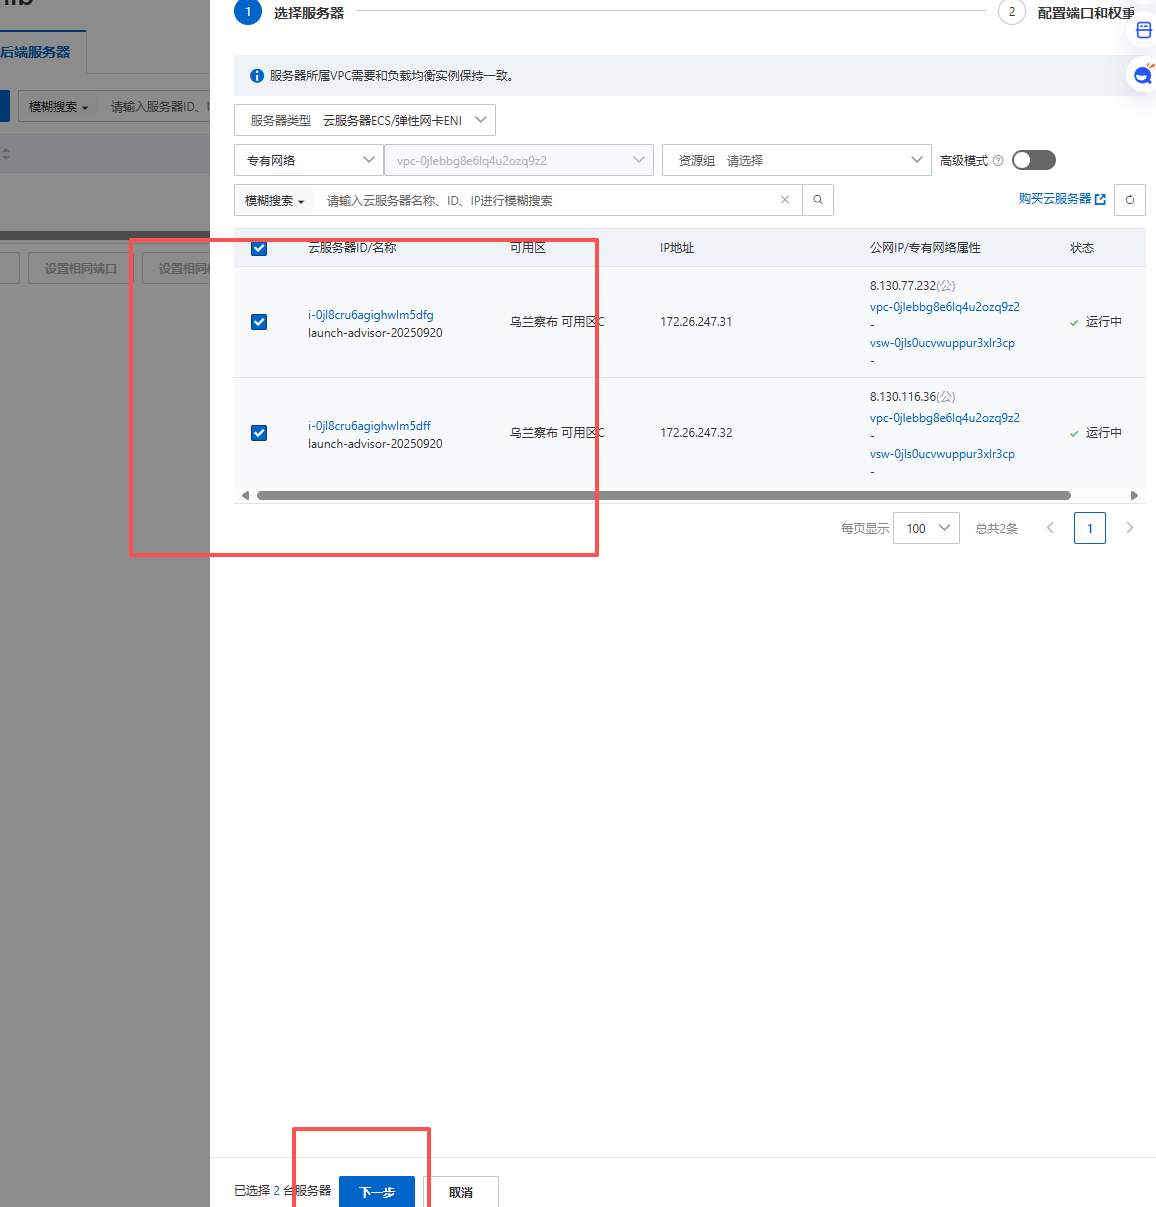 1 选择服务器
2 配置端口和权重
后端服务器
服务器所属VPC需要和负载均衡实例保持一致。
模糊搜索 请输入服务器ID、I
服务器类型 云服务器ECS/弹性网卡ENI
专有网络 vpc-0jlebbg8e6lq4u2ozq9z2 资源组 请选择 高级模式
模糊搜索 请输入云服务器名称、ID、IP进行模糊搜索 购买云服务器
云服务器ID/名称 可用区 IP地址 公网IP/专有网络属性 状态
设置相同端口 设置相同
i-0jl8cru6agighwlm5dfg
launch-advisor-20250920
乌兰察布 可用区C
172.26.247.31
8.130.77.232(公)
vpc-0jlebbg8e6lq4u2ozq9z2
-
vsw-0jls0ucvwuppur3xlr3cp
-
运行中
i-0jl8cru6agighwlm5dff
launch-advisor-20250920
乌兰察布 可用区C
172.26.247.32
8.130.116.36(公)
vpc-0jlebbg8e6lq4u2ozq9z2
-
vsw-0jls0ucvwuppur3xlr3cp
-
运行中
每页显示 100 总共2条 1
已选择 2 台服务器 下一步 取消